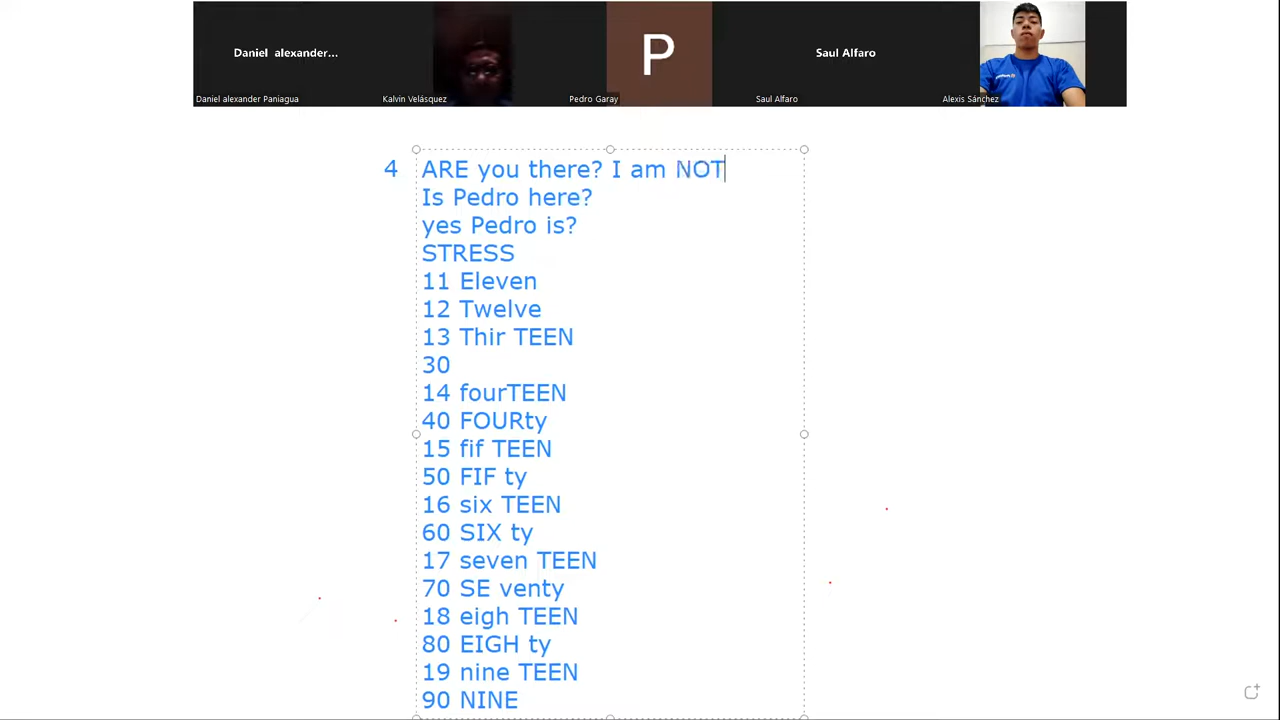 Daniel alexander...
Saul Alfaro
P
Daniel alexander Paniagua
Kalvin Velásquez
Pedro Garay
Saul Alfaro
Alexis Sánchez
4 ARE you there? I am NOT
Is Pedro here?
yes Pedro is?
STRESS
11 Eleven
12 Twelve
13 Thir TEEN
30
14 fourTEEN
40 FOURty
15 fif TEEN
50 FIF ty
16 six TEEN
60 SIX ty
17 seven TEEN
70 SE venty
18 eigh TEEN
80 EIGH ty
19 nine TEEN
90 NINE